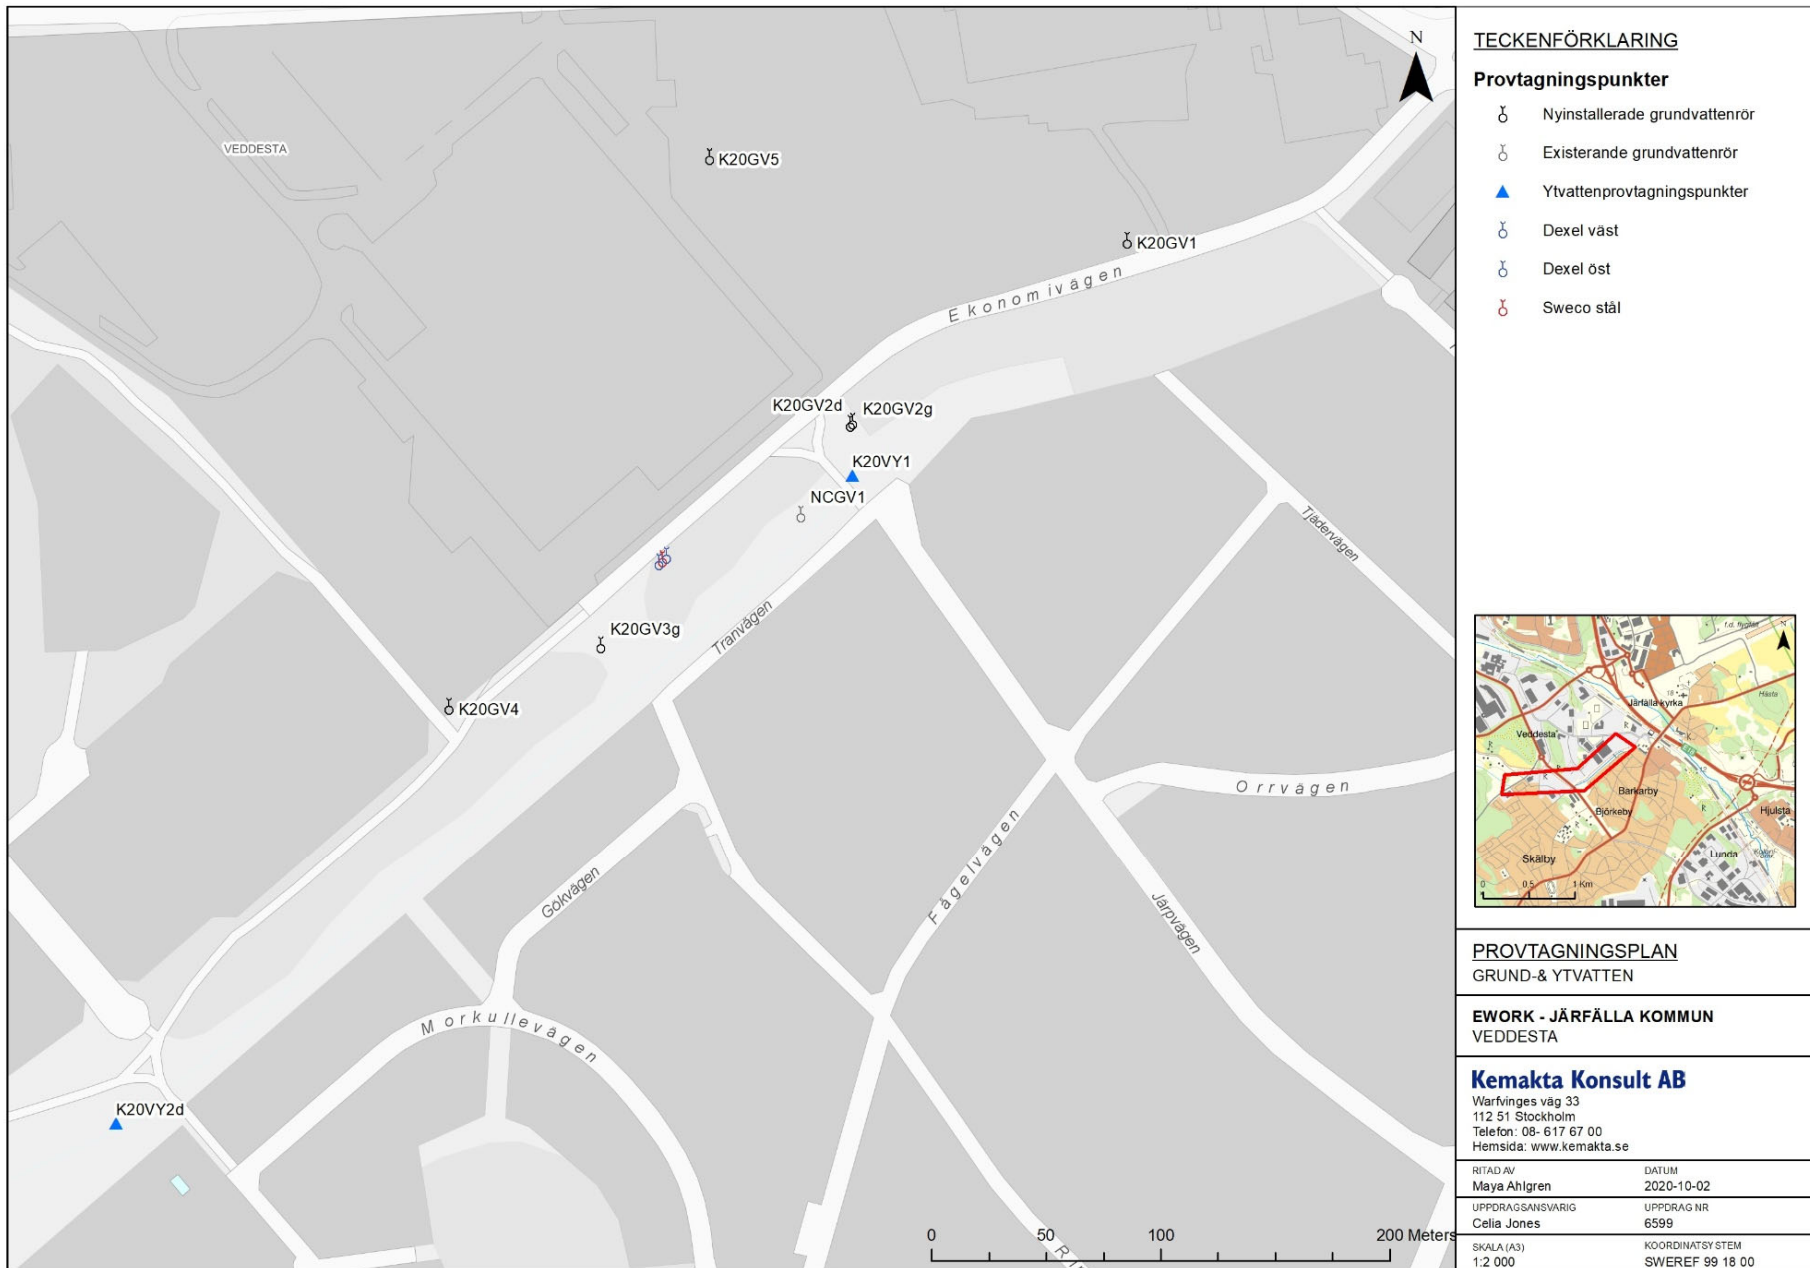 VEDDESTA
K20GV5
N
K20GV1
Ekonomivägen
K20GV2d
K20GV2g
K20VY1
NCGV1
Tjädervägen
K20GV3g
Tranvägen
K20GV4
Orrvägen
Gökvägen
Fågelvägen
Järpvägen
Morkullevägen
K20VY2d
0 50 100 200 Meters
TECKENFÖRKLARING
Provtagningspunkter
Nyinstallerade grundvattenrör
Existerande grundvattenrör
Ytvattenprovtagningspunkter
Dexel väst
Dexel öst
Sweco stål
N
f.d. flygfält
Hästa
Järfälla kyrka
Veddesta
Barkarby
Björkeby
Hjulsta
Lunda
Skälby
0 0,5 1 Km
PROVTAGNINGSPLAN
GRUND-& YTVATTEN
EWORK - JÄRFÄLLA KOMMUN
VEDDESTA
Kemakta Konsult AB
Warfvinges väg 33
112 51 Stockholm
Telefon: 08- 617 67 00
Hemsida: www.kemakta.se
RITAD AV
Maya Ahlgren
DATUM
2020-10-02
UPPDRAGSANSVARIG
Celia Jones
UPPDRAG NR
6599
SKALA (A3)
1:2 000
KOORDINATSYSTEM
SWEREF 99 18 00